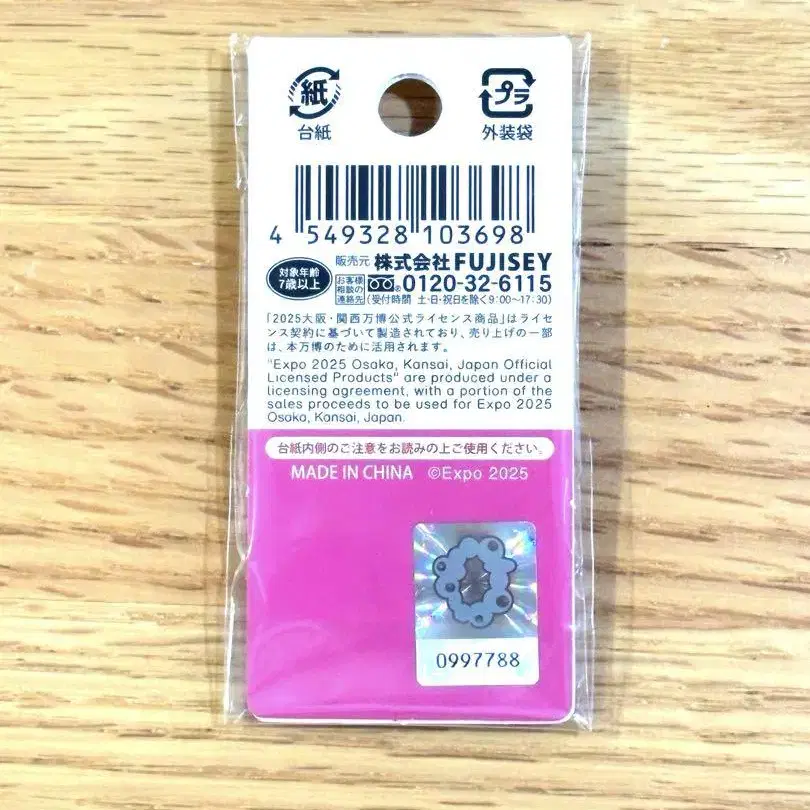 紙
台紙
プラ
外装袋
4 549328 103698
対象年齢
7歳以上
販売元 株式会社FUJISEY
お客様
相談の
連絡先
0120-32-6115
(受付時間 土・日・祝日を除く9:00~17:30)
「2025大阪・関西万博公式ライセンス商品」はライセ
ンス契約に基づいて製造されており、売り上げの一部
は、本万博のために活用されます。
"Expo 2025 Osaka, Kansai, Japan Official
Licensed Products" are produced under a
licensing agreement, with a portion of the
sales proceeds to be used for Expo 2025
Osaka, Kansai, Japan.
台紙内側のご注意をお読みの上ご使用ください。
MADE IN CHINA ©Expo 2025
0997788